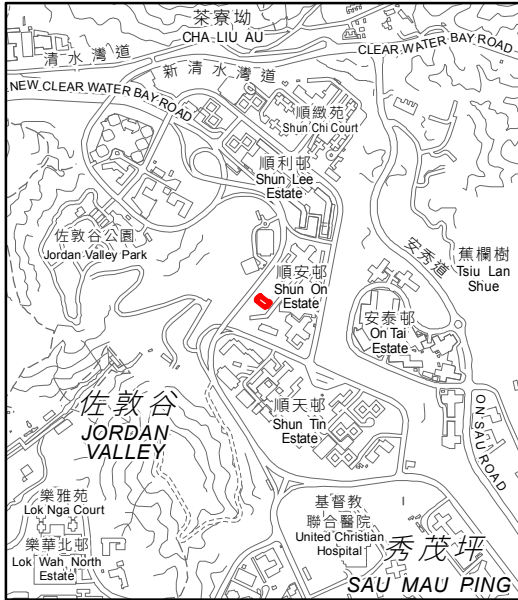 茶寮坳
CHA LIU AU
清水灣道
CLEAR WATER BAY ROAD
新清水灣道
NEW CLEAR WATER BAY ROAD
順緻苑
Shun Chi Court
順利邨
Shun Lee
Estate
佐敦谷公園
Jordan Valley Park
安秀道
蕉欄樹
Tsiu Lan
Shue
順安邨
Shun On
Estate
安泰邨
On Tai
Estate
佐敦谷
JORDAN
VALLEY
順天邨
Shun Tin
Estate
ON SAU ROAD
樂雅苑
Lok Nga Court
樂華北邨
Lok Wah North
Estate
基督教
聯合醫院
United Christian
Hospital
秀茂坪
SAU MAU PING